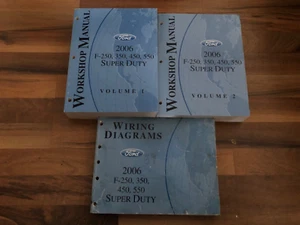 WORKSHOP MANUAL
Ford
2006
F-250, 350, 450, 550
SUPER DUTY
VOLUME 1
WORKSHOP MANUAL
Ford
2006
F-250, 350, 450, 550
SUPER DUTY
VOLUME 2
WIRING
DIAGRAMS
Ford
2006
F-250, 350,
450, 550
SUPER DUTY